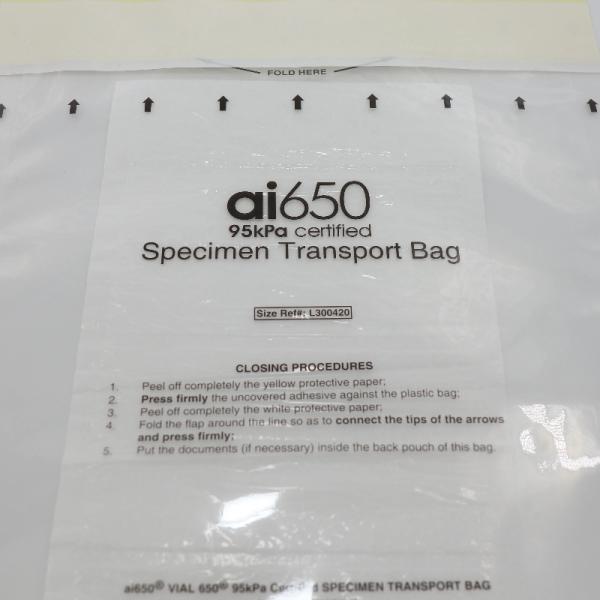 FOLD HERE
ai650
95kPa certified
Specimen Transport Bag
Size Ref#: L300420
CLOSING PROCEDURES
1. Peel off completely the yellow protective paper;
2. Press firmly the uncovered adhesive against the plastic bag;
3. Peel off completely the white protective paper;
4. Fold the flap around the line so as to connect the tips of the arrows
and press firmly;
5. Put the documents (if necessary) inside the back pouch of this bag.
ai650® VIAL 650® 95kPa Certified SPECIMEN TRANSPORT BAG